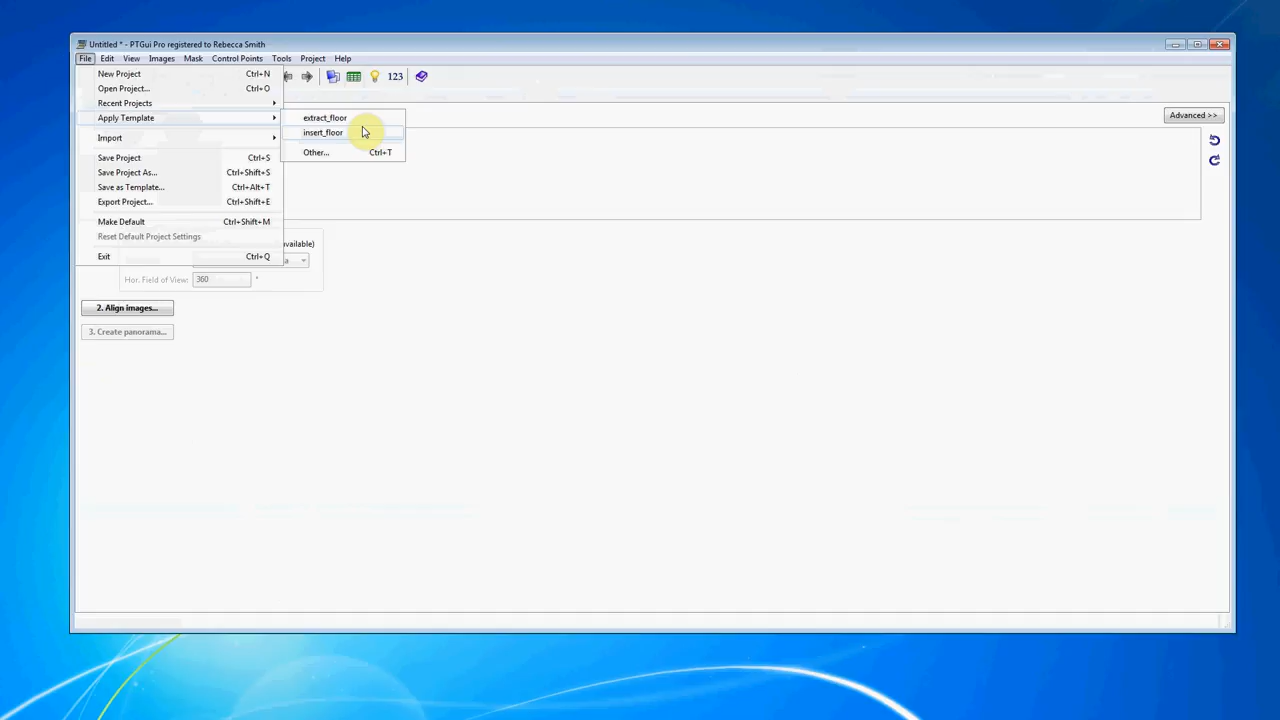 Untitled * - PTGui Pro registered to Rebecca Smith
File Edit View Images Mask Control Points Tools Project Help
123
New Project Ctrl+N
Open Project... Ctrl+O
Recent Projects
Apply Template
Import
Save Project Ctrl+S
Save Project As... Ctrl+Shift+S
Save as Template... Ctrl+Alt+T
Export Project... Ctrl+Shift+E
Make Default Ctrl+Shift+M
Reset Default Project Settings
Exit Ctrl+Q
extract_floor
insert_floor
Other... Ctrl+T
Advanced >>
Hor. Field of View: 360 °
2. Align images...
3. Create panorama...